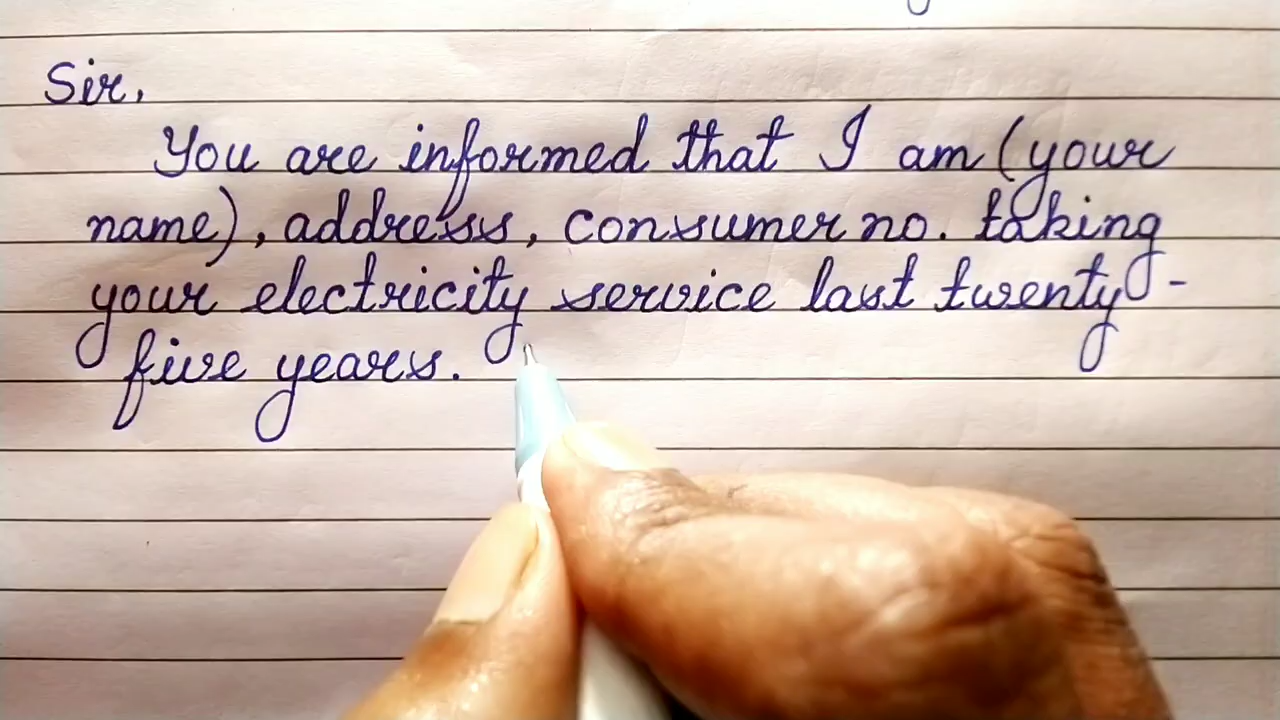 Sir,
You are informed that I am (your
name), address, consumer no. taking
your electricity service last twenty-
five years.